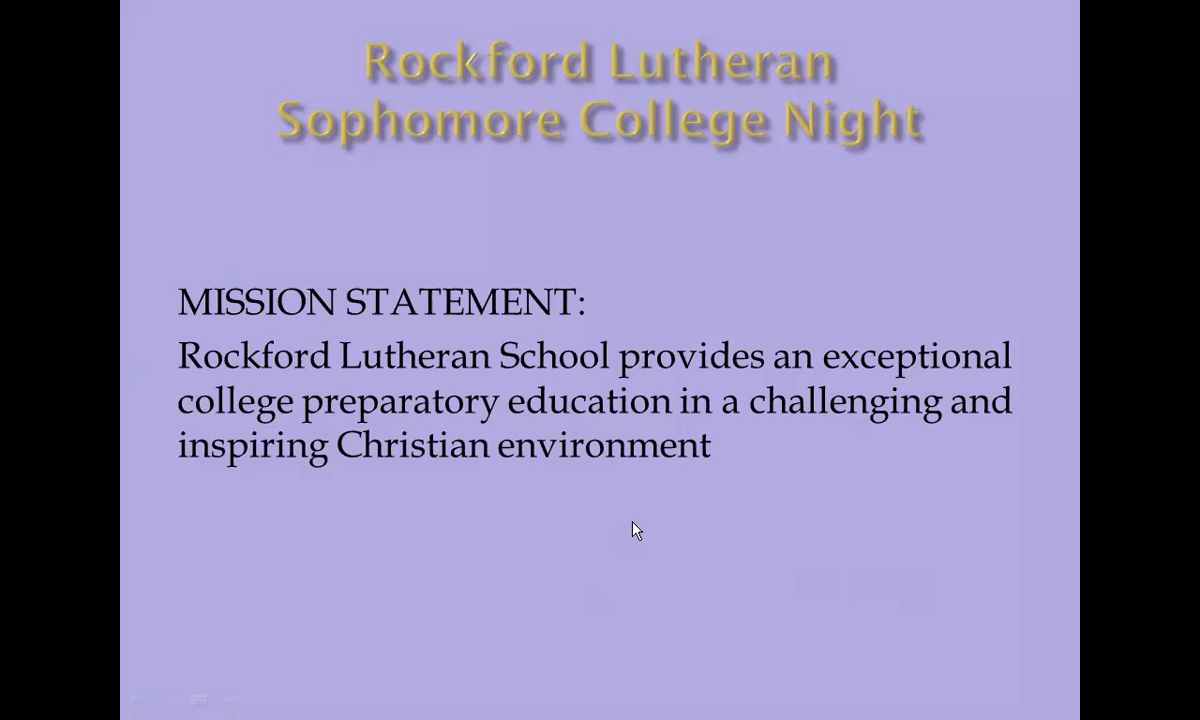 Rockford Lutheran
Sophomore College Night
MISSION STATEMENT:
Rockford Lutheran School provides an exceptional
college preparatory education in a challenging and
inspiring Christian environment